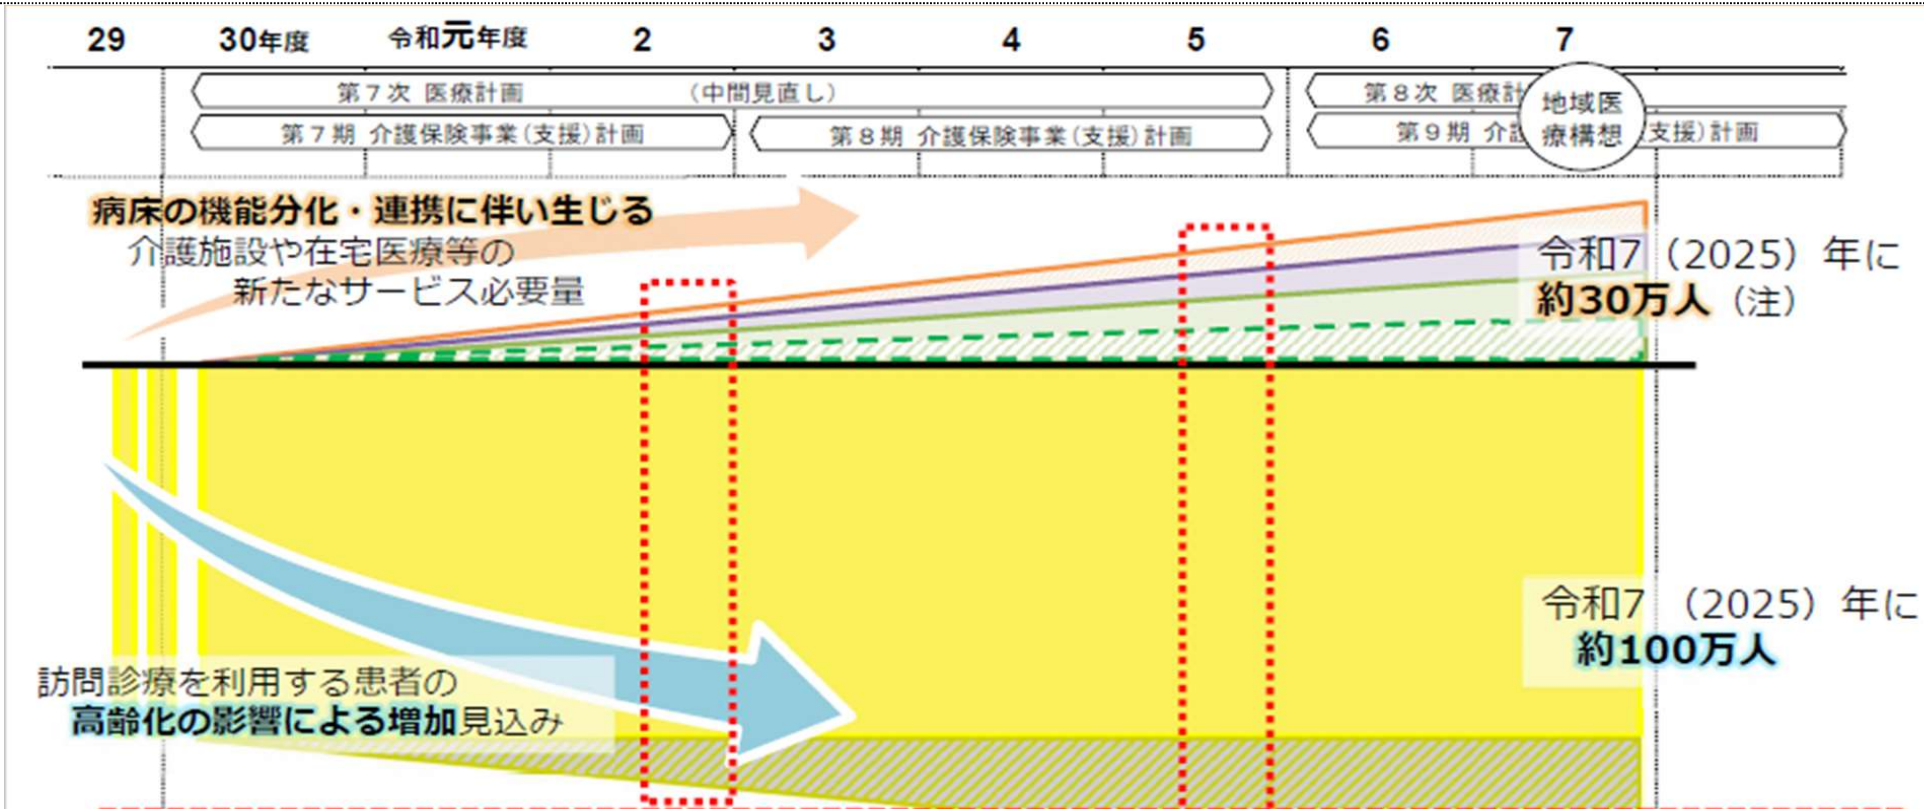 29 30年度 令和元年度 2 3 4 5 6 7
第7次 医療計画 (中間見直し)
第8次 医療計
第7期 介護保険事業(支援)計画
第8期 介護保険事業(支援)計画
第9期 介護
支援)計画
地域医
療構想
病床の機能分化・連携に伴い生じる
介護施設や在宅医療等の
新たなサービス必要量
令和7（2025）年に
約30万人（注）
令和7（2025）年に
約100万人
訪問診療を利用する患者の
高齢化の影響による増加見込み